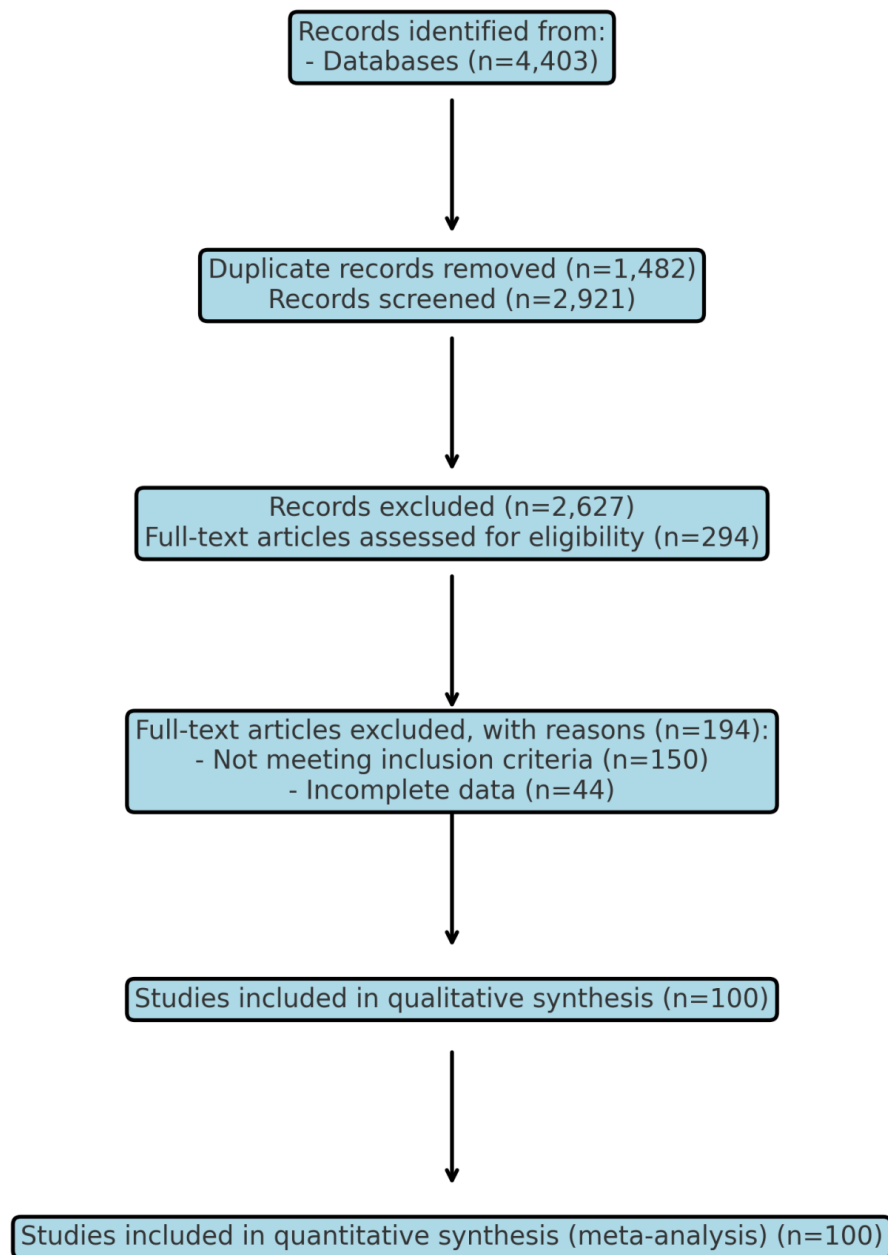 Records identified from:
- Databases (n=4,403)
Duplicate records removed (n=1,482)
Records screened (n=2,921)
Records excluded (n=2,627)
Full-text articles assessed for eligibility (n=294)
Full-text articles excluded, with reasons (n=194):
- Not meeting inclusion criteria (n=150)
- Incomplete data (n=44)
Studies included in qualitative synthesis (n=100)
Studies included in quantitative synthesis (meta-analysis) (n=100)